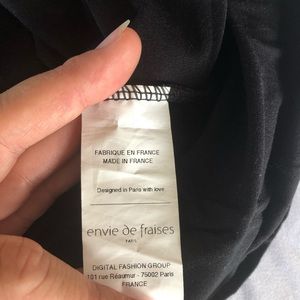 FABRIQUE EN FRANCE
MADE IN FRANCE
Designed in Paris with love
envie de fraises
PARIS
DIGITAL FASHION GROUP
101 rue Réaumur - 75002 Paris
FRANCE